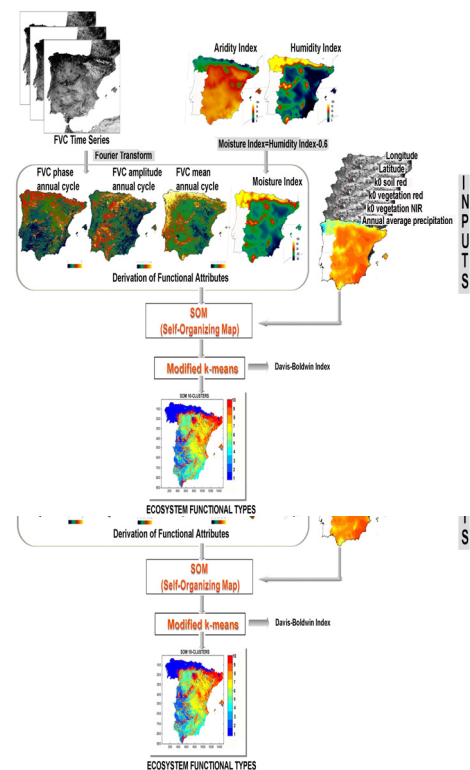 Aridity Index Humidity Index
FVC Time Series
Founer Transform
Moisture Index=Humidity Index-0.6
FVC phase annual cycle
FVC amplitude annual cycle
FVC mean annual cycle
Moisture Index
Longitude
Latitude
k0 soil red
k0 vegetation red
k0 vegetation NIR
Annual average precipitation
INPUTS
Derivation of Functional Attributes
SOM
(Self-Organizing Map)
Modified k-means
Davis-Boldwin Index
SOM 10-CLUSTERS
ECOSYSTEM FUNCTIONAL TYPES
S
Derivation of Functional Attributes
SOM
(Self-Organizing Map)
Modified k-means
Davis-Boldwin Index
SOM 10-CLUSTERS
ECOSYSTEM FUNCTIONAL TYPES